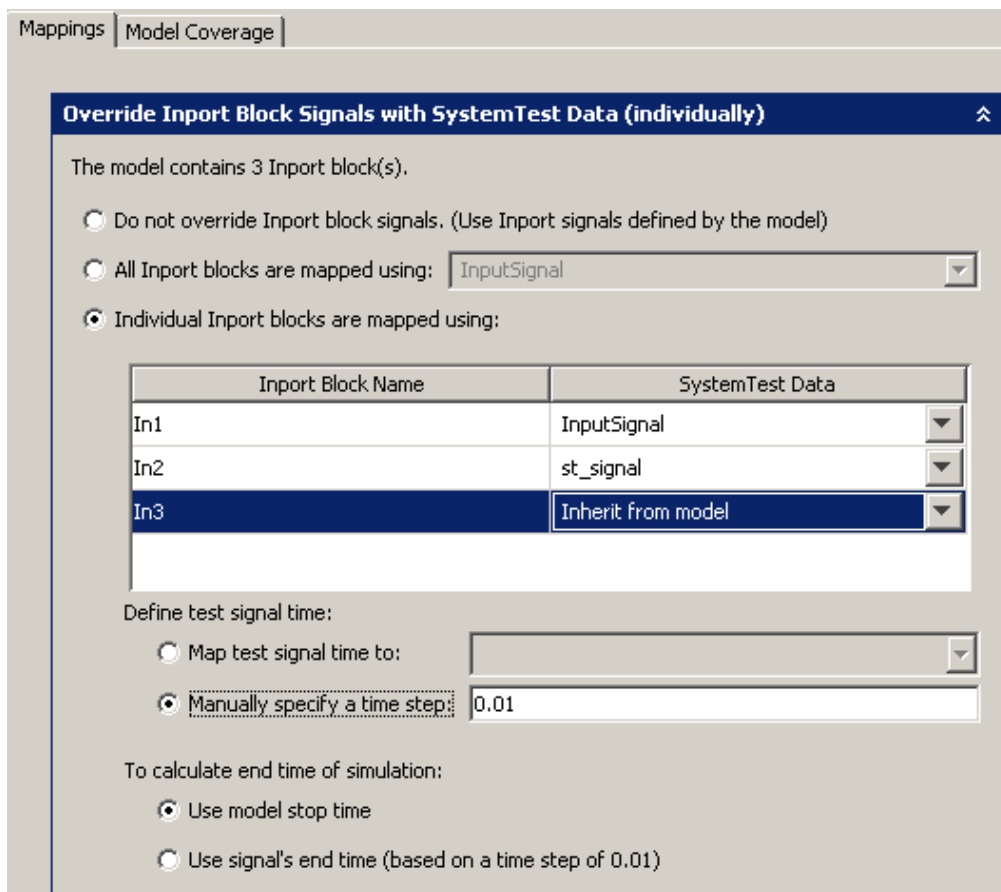 Mappings Model Coverage
Override Inport Block Signals with SystemTest Data (individually)
The model contains 3 Inport block(s).
Do not override Inport block signals. (Use Inport signals defined by the model)
All Inport blocks are mapped using: InputSignal
Individual Inport blocks are mapped using:
Inport Block Name SystemTest Data
In1 InputSignal
In2 st_signal
In3 Inherit from model
Define test signal time:
Map test signal time to:
Manually specify a time step: 0.01
To calculate end time of simulation:
Use model stop time
Use signal's end time (based on a time step of 0.01)